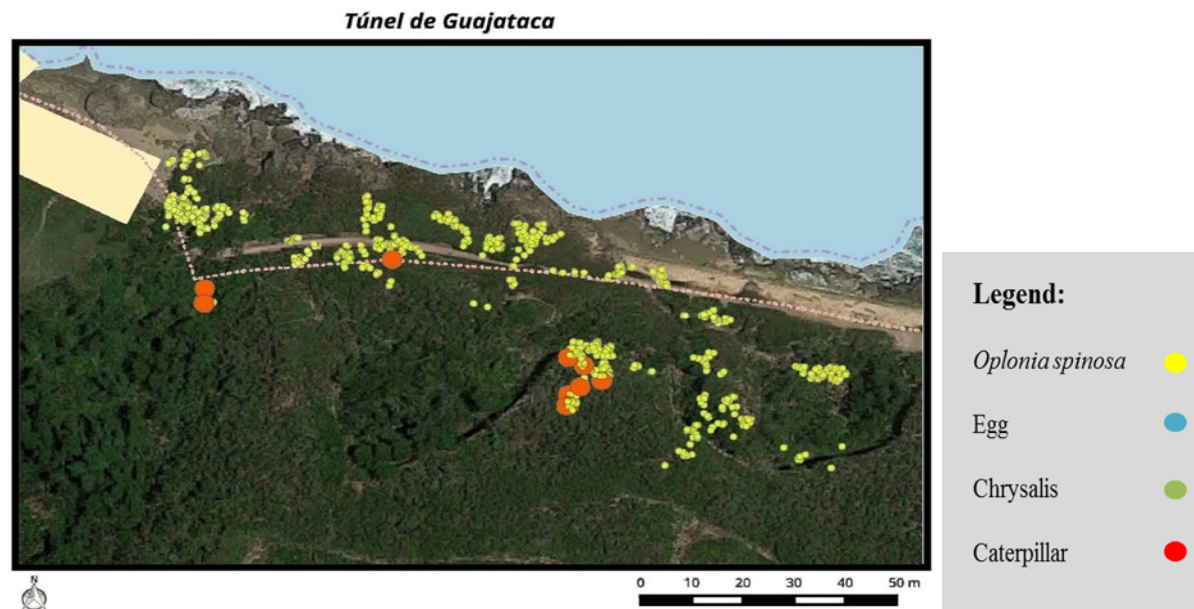 Túnel de Guajataca
Legend:
Oplonia spinosa
Egg
Chrysalis
Caterpillar
N
0 10 20 30 40 50 m